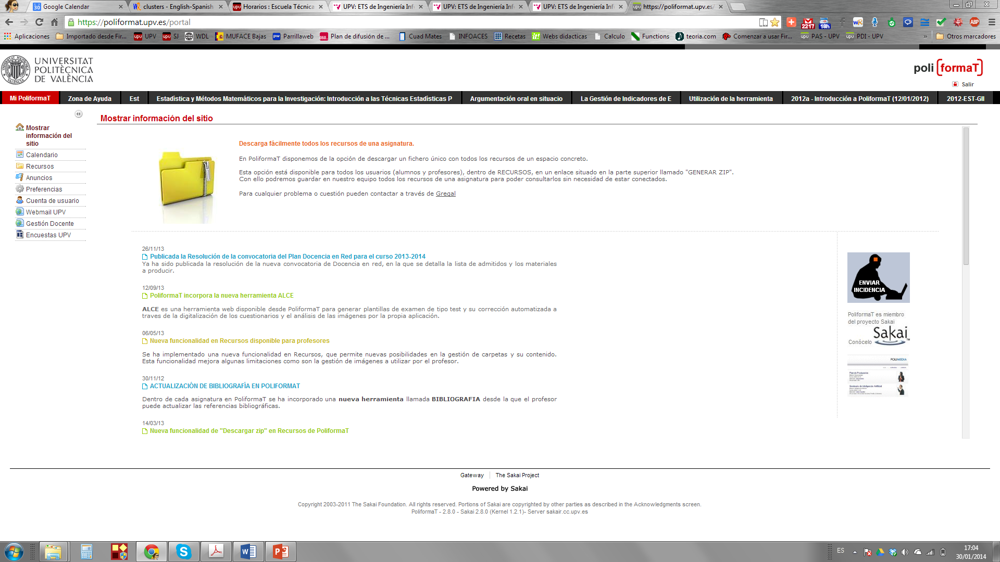 Google Calendar
clusters - English-Spanish
Horarios : Escuela Técnica
UPV: ETS de Ingeniería Inf
UPV: ETS de Ingeniería Inf
UPV: ETS de Ingeniería Inf
https://poliformat.upv.es/
https://poliformat.upv.es/portal
2217
18h
ABP
Aplicaciones
Importado desde Fir...
UPV
SJ
WDL
MUFACE Bajas
Parrillaweb
Plan de difusión de ...
Cuad Mates
INFOACES
Recetas
Webs didacticas
Calculo
Functions
teoria.com
Comenzar a usar Fir...
PAS - UPV
PDI - UPV
»
Otros marcadores
UNIVERSITAT
POLITÈCNICA
DE VALÈNCIA
poli [formaT]
Salir
Mi PoliformaT
Zona de Ayuda
Est
Estadística y Métodos Matemáticos para la Investigación: Introducción a las Técnicas Estadísticas P
Argumentación oral en situacio
La Gestión de Indicadores de E
Utilización de la herramienta
2012a - Introducción a PoliformaT (12/01/2012)
2012-EST-GII
Mostrar
información del
sitio
Calendario
Recursos
Anuncios
Preferencias
Cuenta de usuario
Webmail UPV
Gestión Docente
Encuestas UPV
Mostrar información del sitio
Descarga fácilmente todos los recursos de una asignatura.
En PoliformaT disponemos de la opción de descargar un fichero único con todos los recursos de un espacio concreto.
Esta opción está disponible para todos los usuarios (alumnos y profesores), dentro de RECURSOS, en un enlace situado en la parte superior llamado "GENERAR ZIP".
Con ello podremos guardar en nuestro equipo todos los recursos de una asignatura para poder consultarlos sin necesidad de estar conectados.
Para cualquier problema o cuestión pueden contactar a través de Gregal
26/11/13
Publicada la Resolución de la convocatoria del Plan Docencia en Red para el curso 2013-2014
Ya ha sido publicada la resolución de la nueva convocatoria de Docencia en red, en la que se detalla la lista de admitidos y los materiales
a producir.
12/09/13
PoliformaT incorpora la nueva herramienta ALCE
ALCE es una herramienta web disponible desde PoliformaT para generar plantillas de examen de tipo test y su corrección automatizada a
traves de la digitalización de los cuestionarios y el análisis de las imágenes por la propia aplicación.
06/05/13
Nueva funcionalidad en Recursos disponible para profesores
Se ha implementado una nueva funcionalidad en Recursos, que permite nuevas posibilidades en la gestión de carpetas y su contenido.
Esta funcionalidad mejora algunas limitaciones como son la gestión de imágenes a utilizar por el profesor.
30/11/12
ACTUALIZACIÓN DE BIBLIOGRAFÍA EN POLIFORMAT
Dentro de cada asignatura en PoliformaT se ha incorporado una nueva herramienta llamada BIBLIOGRAFIA desde la que el profesor
puede actualizar las referencias bibliográficas.
14/03/13
Nueva funcionalidad de "Descargar zip" en Recursos de PoliformaT
ENVIAR
INCIDENCIA
PoliformaT es miembro
del proyecto Sakai
Conócelo
Sakai
POLIMEDIA
Gateway
The Sakai Project
Powered by Sakai
Copyright 2003-2011 The Sakai Foundation. All rights reserved. Portions of Sakai are copyrighted by other parties as described in the Acknowledgments screen.
PoliformaT - 2.8.0 - Sakai 2.8.0 (Kernel 1.2.1)- Server sakair.cc.upv.es
ES
17:04
30/01/2014